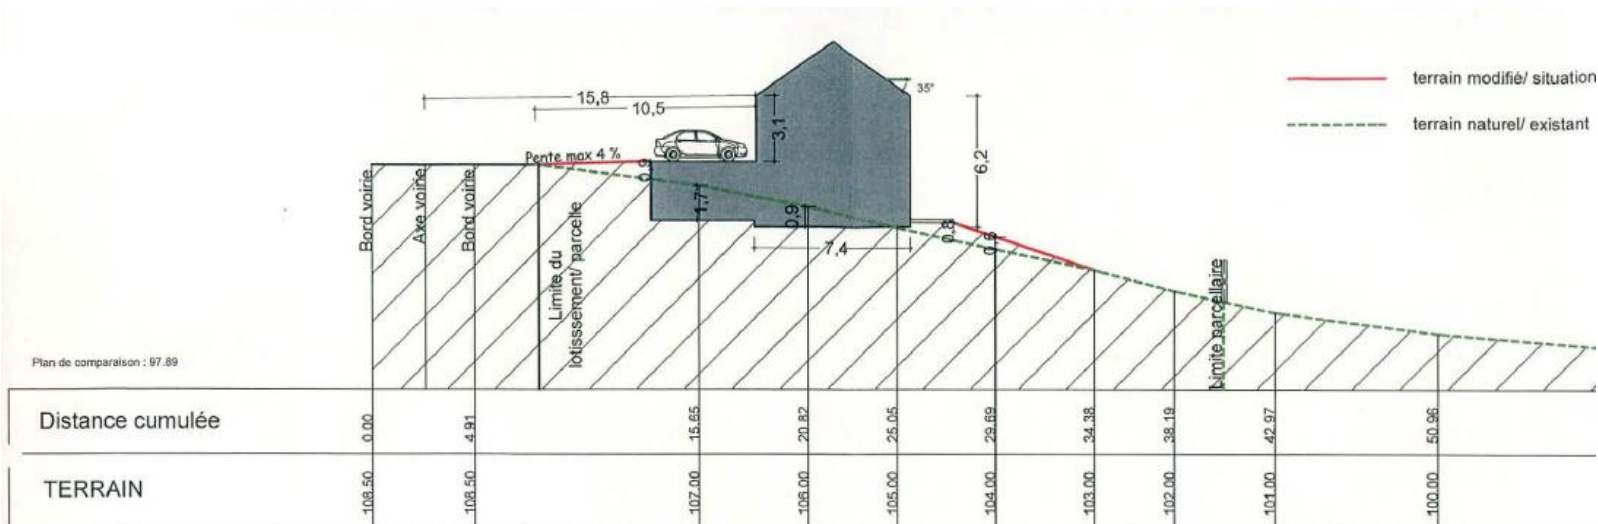 terrain modifié/ situation
terrain naturel/ existant
35°
15,8
10,5
3,1
6,2
Pente max 4 %
0,9
1,7
0,9
0,8
0,6
7,4
Bord voirie
Axe voirie
Bord voirie
Limite du
lotissement/ parcelle
Limite parcellaire
Plan de comparaison : 97.89
Distance cumulée
0.00
4.91
15.65
20.82
25.05
29.69
34.38
38.19
42.97
50.96
TERRAIN
108.50
108.50
107.00
106.00
105.00
104.00
103.00
102.00
101.00
100.00